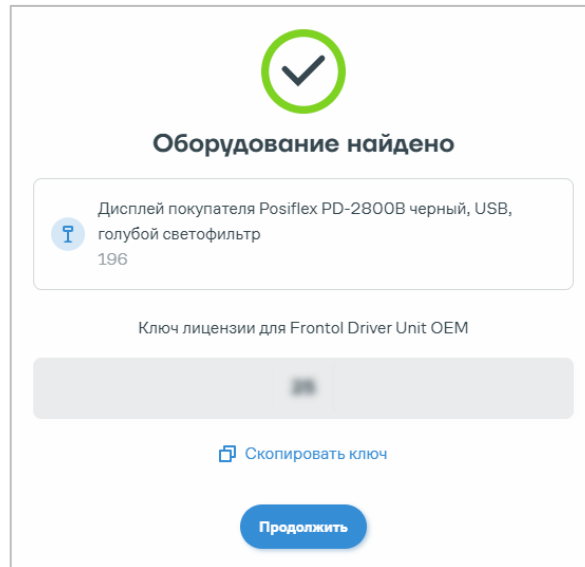 Оборудование найдено
Дисплей покупателя Posiflex PD-2800B черный, USB,
голубой светофильтр
196
Ключ лицензии для Frontol Driver Unit OEM
Скопировать ключ
Продолжить